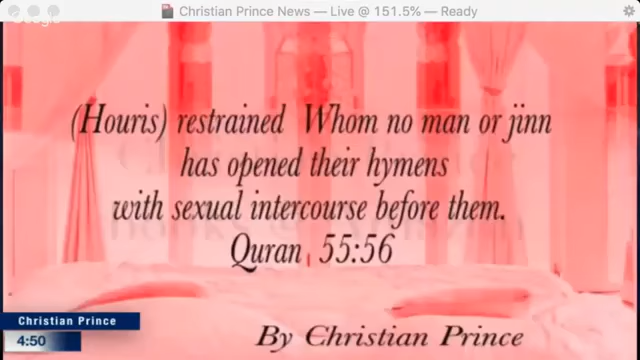 Christian Prince News — Live @ 151.5% — Ready
Google
(Houris) restrained Whom no man or jinn
has opened their hymens
with sexual intercourse before them.
Quran 55:56
Christian Prince
4:50
By Christian Prince